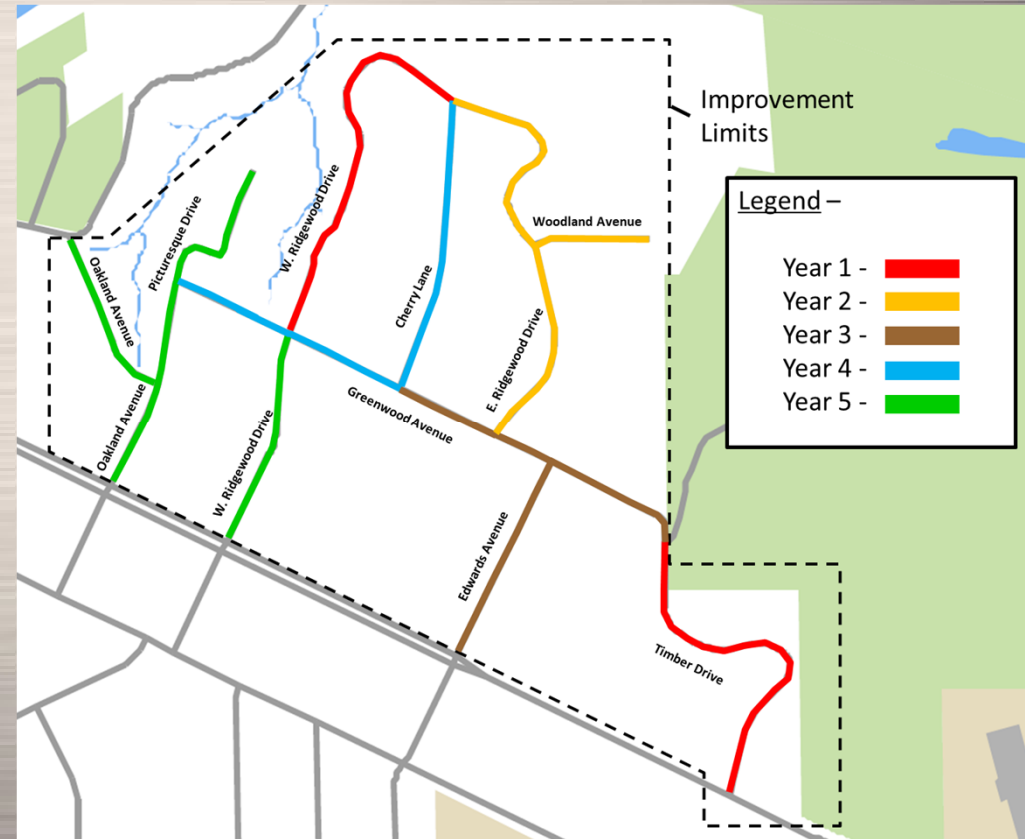 Improvement
Limits
Legend –
Year 1 -
Year 2 -
Year 3 -
Year 4 -
Year 5 -
W. Ridgewood Drive
Picturesque Drive
Woodland Avenue
Oakland Avenue
Cherry Lane
E. Ridgewood Drive
Greenwood Avenue
Oakland Avenue
W. Ridgewood Drive
Edwards Avenue
Timber Drive